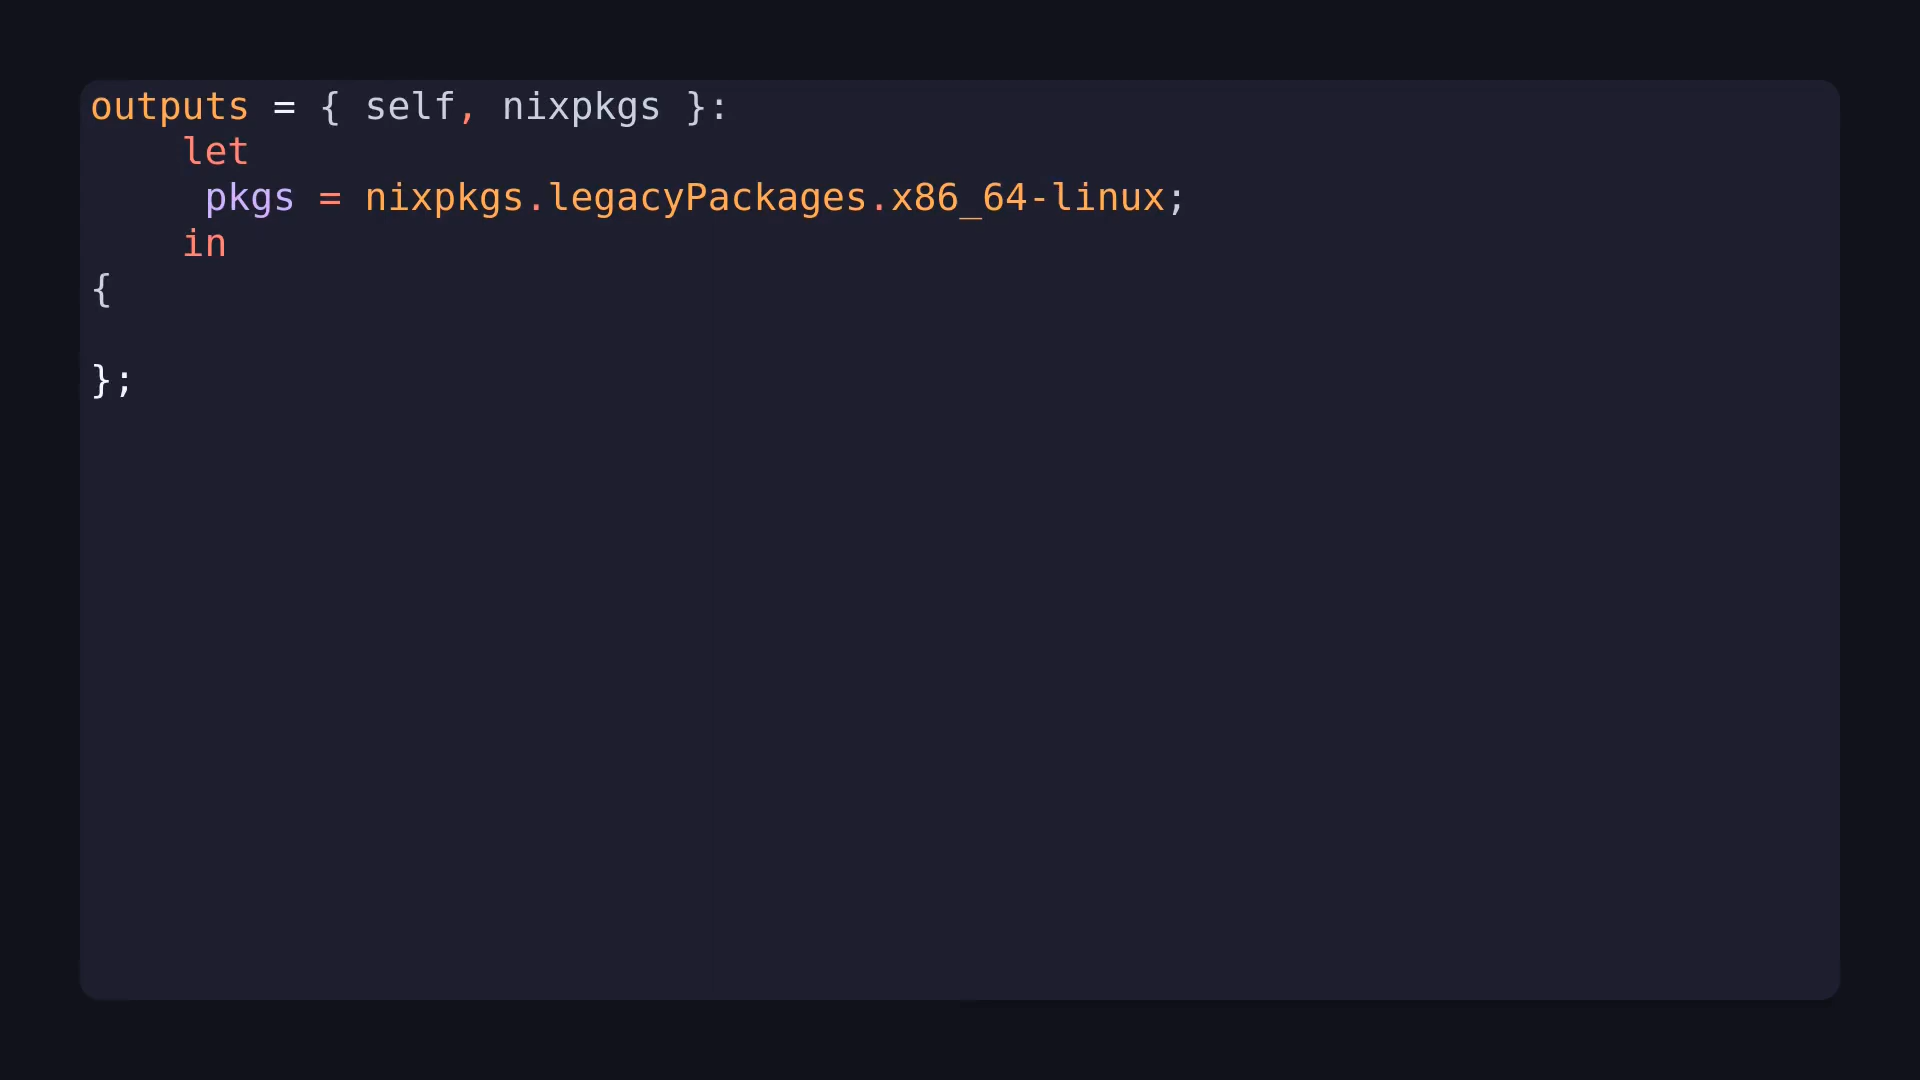 outputs = { self, nixpkgs }:
    let
     pkgs = nixpkgs.legacyPackages.x86_64-linux;
    in
{

};